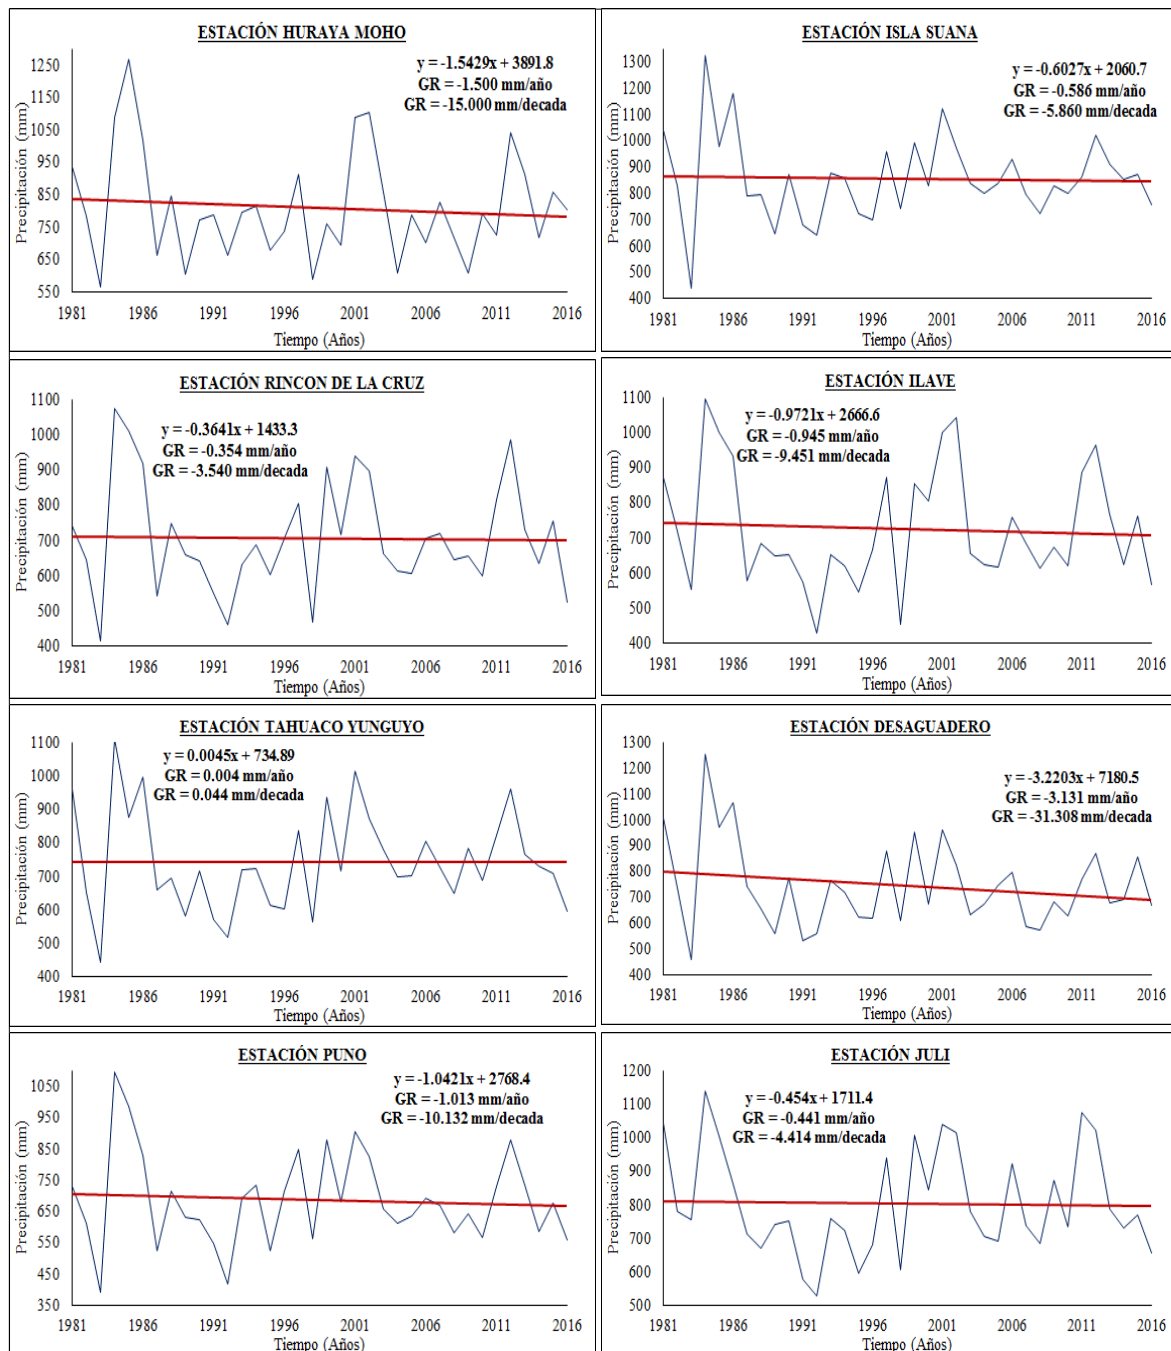 ESTACIÓN HURAYA MOHO
y = -1.5429x + 3891.8
GR = -1.500 mm/año
GR = -15.000 mm/decada
Precipitación (mm)
1250
1150
1050
950
850
750
650
550
1981 1986 1991 1996 2001 2006 2011 2016
Tiempo (Años)
ESTACIÓN ISLA SUANA
y = -0.6027x + 2060.7
GR = -0.586 mm/año
GR = -5.860 mm/decada
Precipitación (mm)
1300
1200
1100
1000
900
800
700
600
500
400
1981 1986 1991 1996 2001 2006 2011 2016
Tiempo (Años)
ESTACIÓN RINCON DE LA CRUZ
y = -0.3641x + 1433.3
GR = -0.354 mm/año
GR = -3.540 mm/decada
Precipitación (mm)
1100
1000
900
800
700
600
500
400
1981 1986 1991 1996 2001 2006 2011 2016
Tiempo (Años)
ESTACIÓN ILAVE
y = -0.9721x + 2666.6
GR = -0.945 mm/año
GR = -9.451 mm/decada
Precipitación (mm)
1100
1000
900
800
700
600
500
400
1981 1986 1991 1996 2001 2006 2011 2016
Tiempo (Años)
ESTACIÓN TAHUACO YUNGUYO
y = 0.0045x + 734.89
GR = 0.004 mm/año
GR = 0.044 mm/decada
Precipitación (mm)
1100
1000
900
800
700
600
500
400
1981 1986 1991 1996 2001 2006 2011 2016
Tiempo (Años)
ESTACIÓN DESAGUADERO
y = -3.2203x + 7180.5
GR = -3.131 mm/año
GR = -31.308 mm/decada
Precipitación (mm)
1300
1200
1100
1000
900
800
700
600
500
400
1981 1986 1991 1996 2001 2006 2011 2016
Tiempo (Años)
ESTACIÓN PUNO
y = -1.0421x + 2768.4
GR = -1.013 mm/año
GR = -10.132 mm/decada
Precipitación (mm)
1050
950
850
750
650
550
450
350
1981 1986 1991 1996 2001 2006 2011 2016
Tiempo (Años)
ESTACIÓN JULI
y = -0.454x + 1711.4
GR = -0.441 mm/año
GR = -4.414 mm/decada
Precipitación (mm)
1200
1100
1000
900
800
700
600
500
1981 1986 1991 1996 2001 2006 2011 2016
Tiempo (Años)